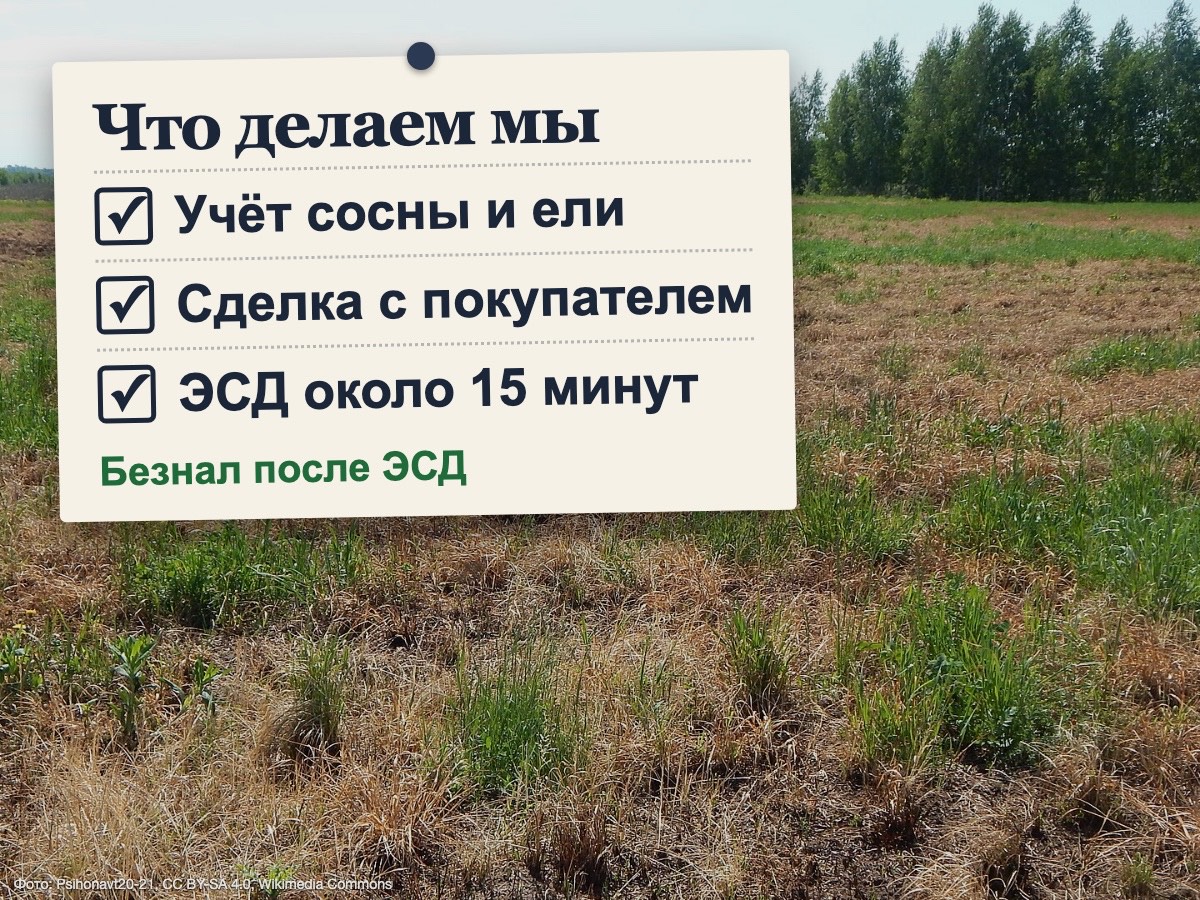 Что делаем мы
Учёт сосны и ели
Сделка с покупателем
ЭСД около 15 минут
Безнал после ЭСД
Фото: Psihonavt20-21, CC BY-SA 4.0, Wikimedia Commons